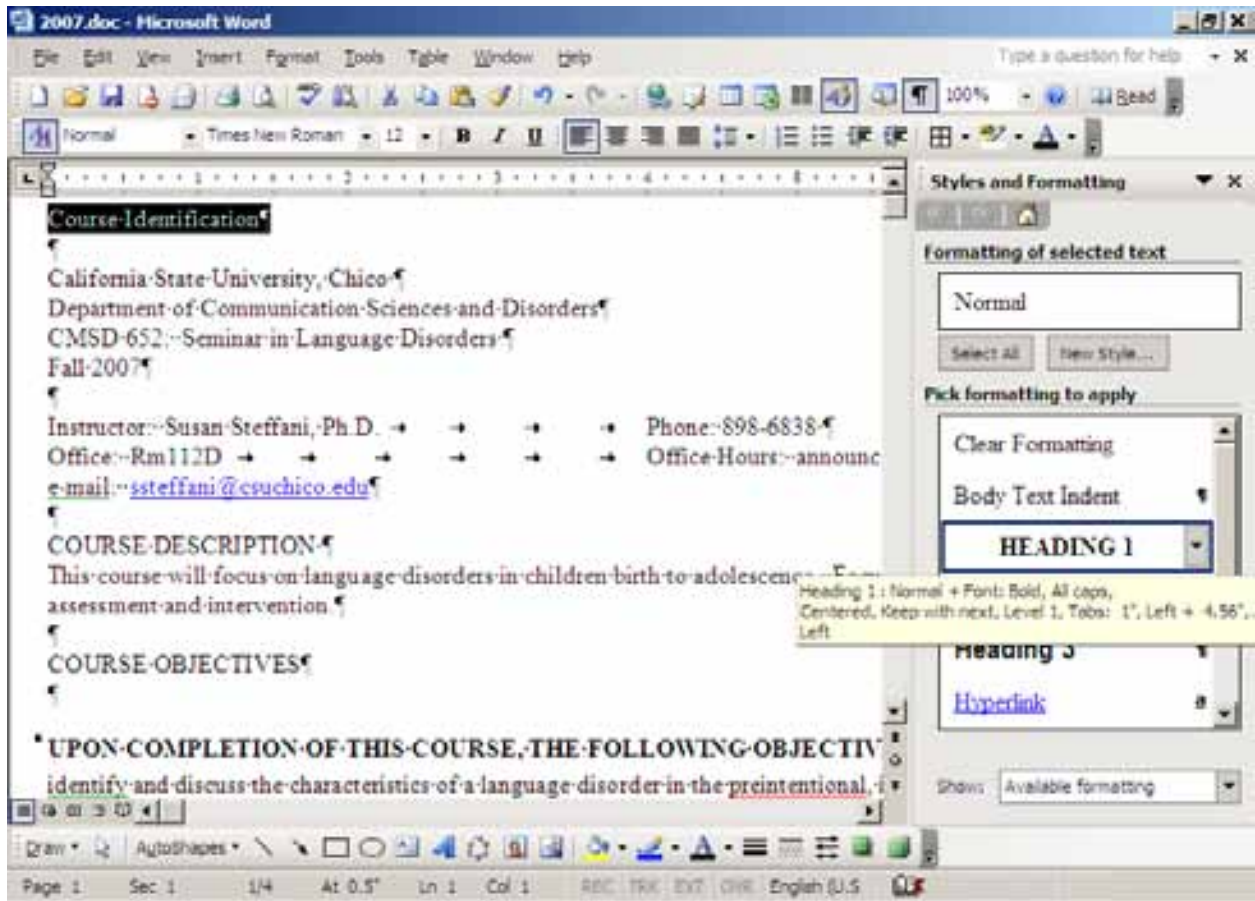 2007.doc - Microsoft Word
File Edit View Insert Format Tools Table Window Help Type a question for help
100% Read
Normal Times New Roman 12 B I U
1 2 3 4 5
Course Identification¶
¶
California State University, Chico ¶
Department of Communication Sciences and Disorders¶
CMSD 652: Seminar in Language Disorders ¶
Fall 2007¶
¶
Instructor: Susan Steffani, Ph.D. → → → → Phone: 898-6838 ¶
Office: Rm112D → → → → → → Office Hours: announc
e-mail: ssteffani@csuchico.edu¶
¶
COURSE DESCRIPTION ¶
This course will focus on language disorders in children birth to adolescence.
assessment and intervention.¶
¶
COURSE OBJECTIVES¶
¶
UPON COMPLETION OF THIS COURSE, THE FOLLOWING OBJECTIV
identify and discuss the characteristics of a language disorder in the preintentional, i
Styles and Formatting
Formatting of selected text
Normal
Select All New Style...
Pick formatting to apply
Clear Formatting
Body Text Indent ¶
HEADING 1
Heading 1 : Normal + Font: Bold, All caps,
Centered, Keep with next, Level 1, Tabs: 1", Left + 4.56",
Left
Heading 3 ¶
Hyperlink a
Show: Available formatting
Draw AutoShapes
Page 1 Sec 1 1/4 At 0.5" Ln 1 Col 1 REC TRK EXT OVR English (U.S